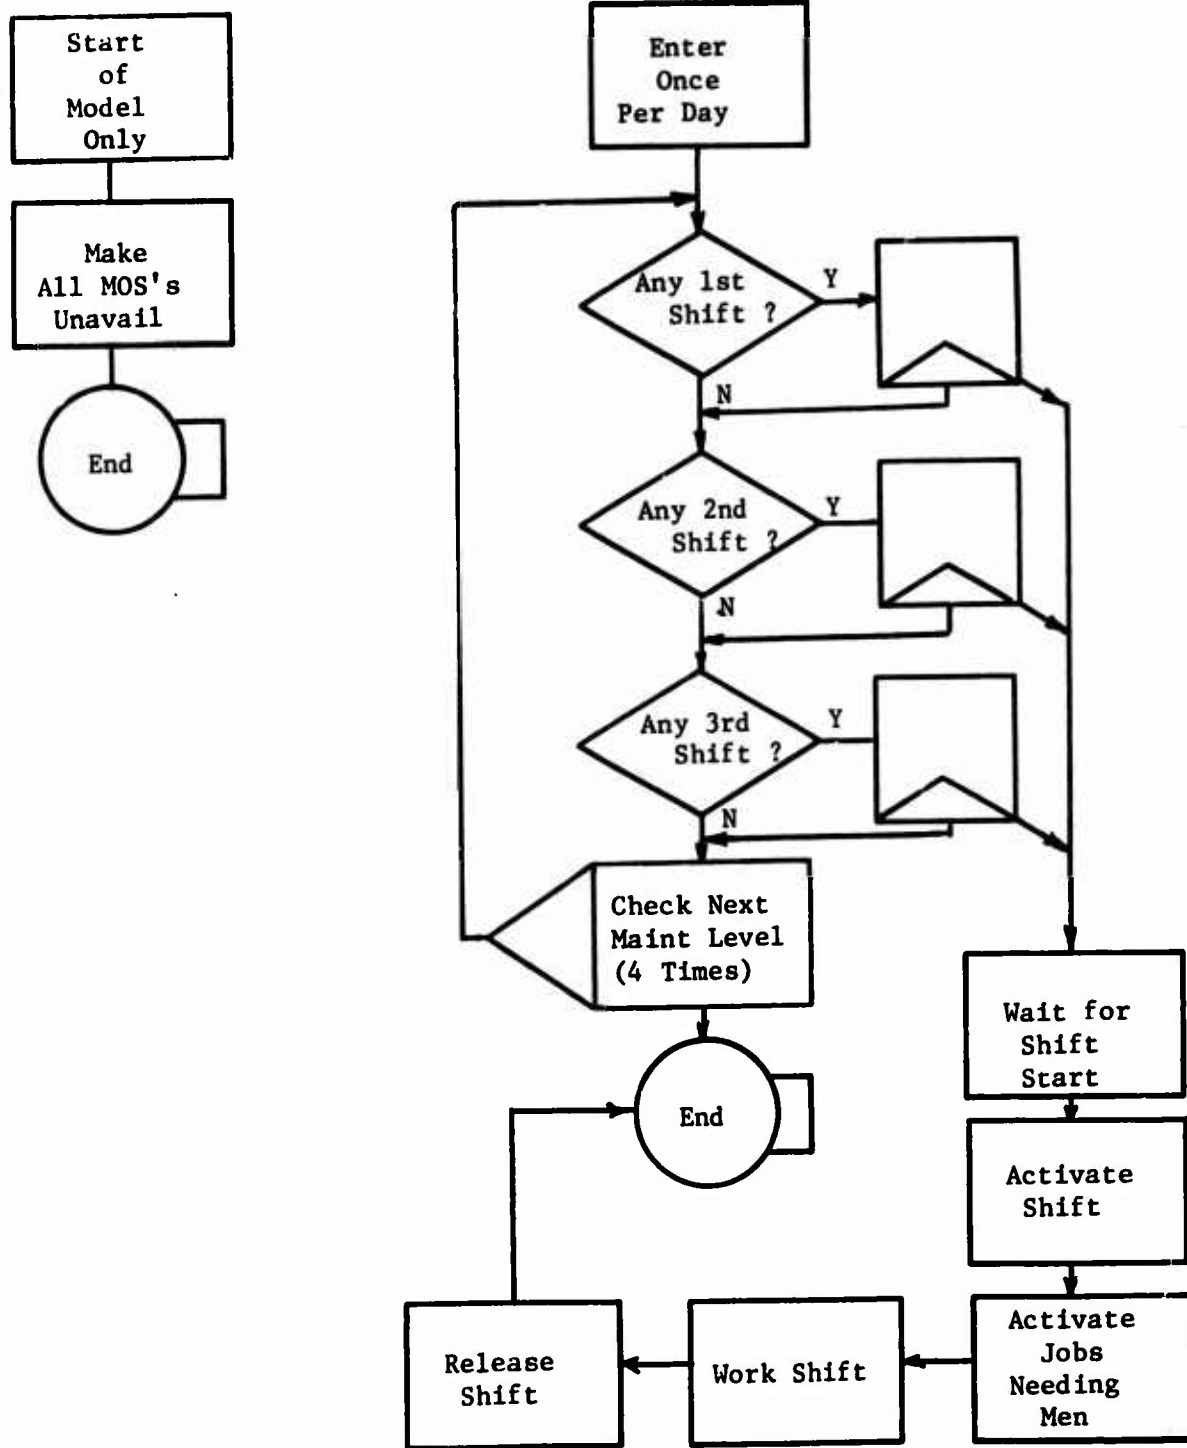 Start
of
Model
Only
Make
All MOS's
Unavail
End
Enter
Once
Per Day
Any 1st
Shift ?
Y
N
Any 2nd
Shift ?
Y
N
Any 3rd
Shift ?
Y
N
Check Next
Maint Level
(4 Times)
End
Wait for
Shift
Start
Activate
Shift
Activate
Jobs
Needing
Men
Work Shift
Release
Shift